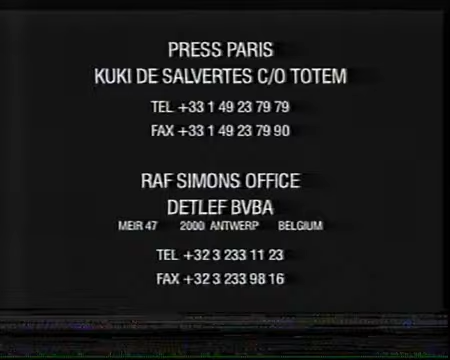 PRESS PARIS
KUKI DE SALVERTES C/O TOTEM
TEL +33 1 49 23 79 79
FAX +33 1 49 23 79 90
RAF SIMONS OFFICE
DETLEF BVBA
MEIR 47 2000 ANTWERP BELGIUM
TEL +32 3 233 11 23
FAX +32 3 233 98 16